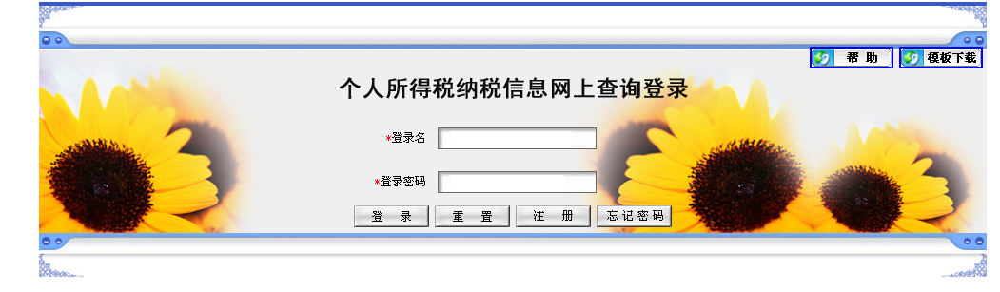 帮 助 模板下载
个人所得税纳税信息网上查询登录
*登录名
*登录密码
登 录 重 置 注 册 忘记密码